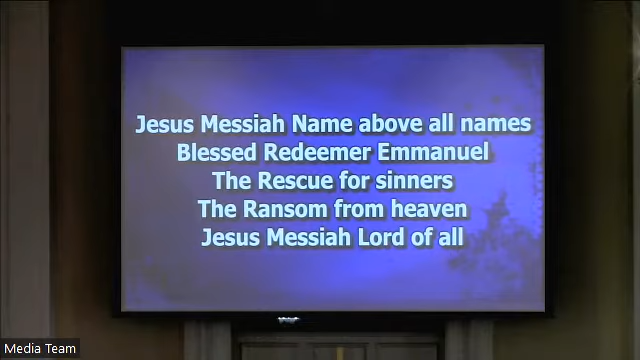 Jesus Messiah Name above all names
Blessed Redeemer Emmanuel
The Rescue for sinners
The Ransom from heaven
Jesus Messiah Lord of all
Media Team